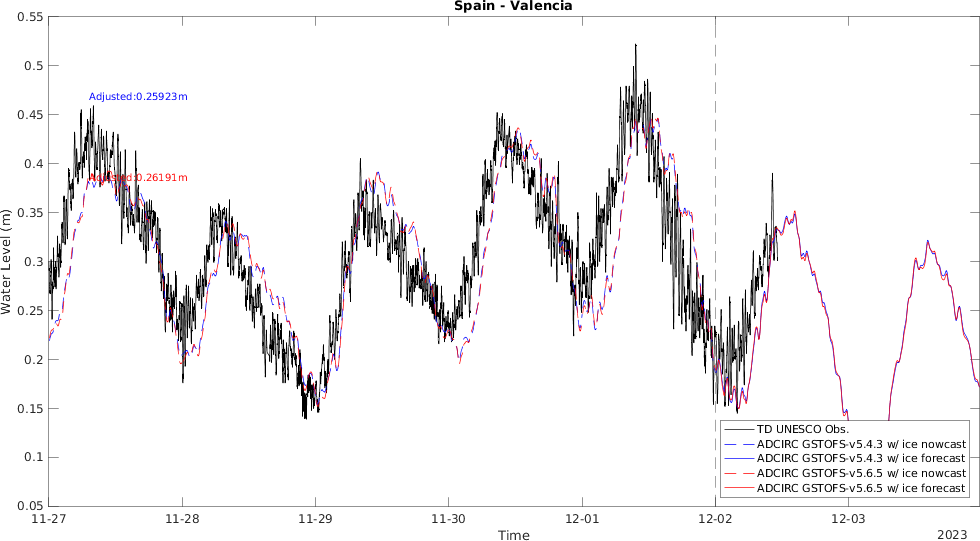 Spain - Valencia
0.55
0.5
0.45
0.4
0.35
0.3
0.25
0.2
0.15
0.1
0.05
Water Level (m)
Adjusted:0.25923m
Adjusted:0.26191m
TD UNESCO Obs.
ADCIRC GSTOFS-v5.4.3 w/ ice nowcast
ADCIRC GSTOFS-v5.4.3 w/ ice forecast
ADCIRC GSTOFS-v5.6.5 w/ ice nowcast
ADCIRC GSTOFS-v5.6.5 w/ ice forecast
11-27 11-28 11-29 11-30 12-01 12-02 12-03
Time
2023